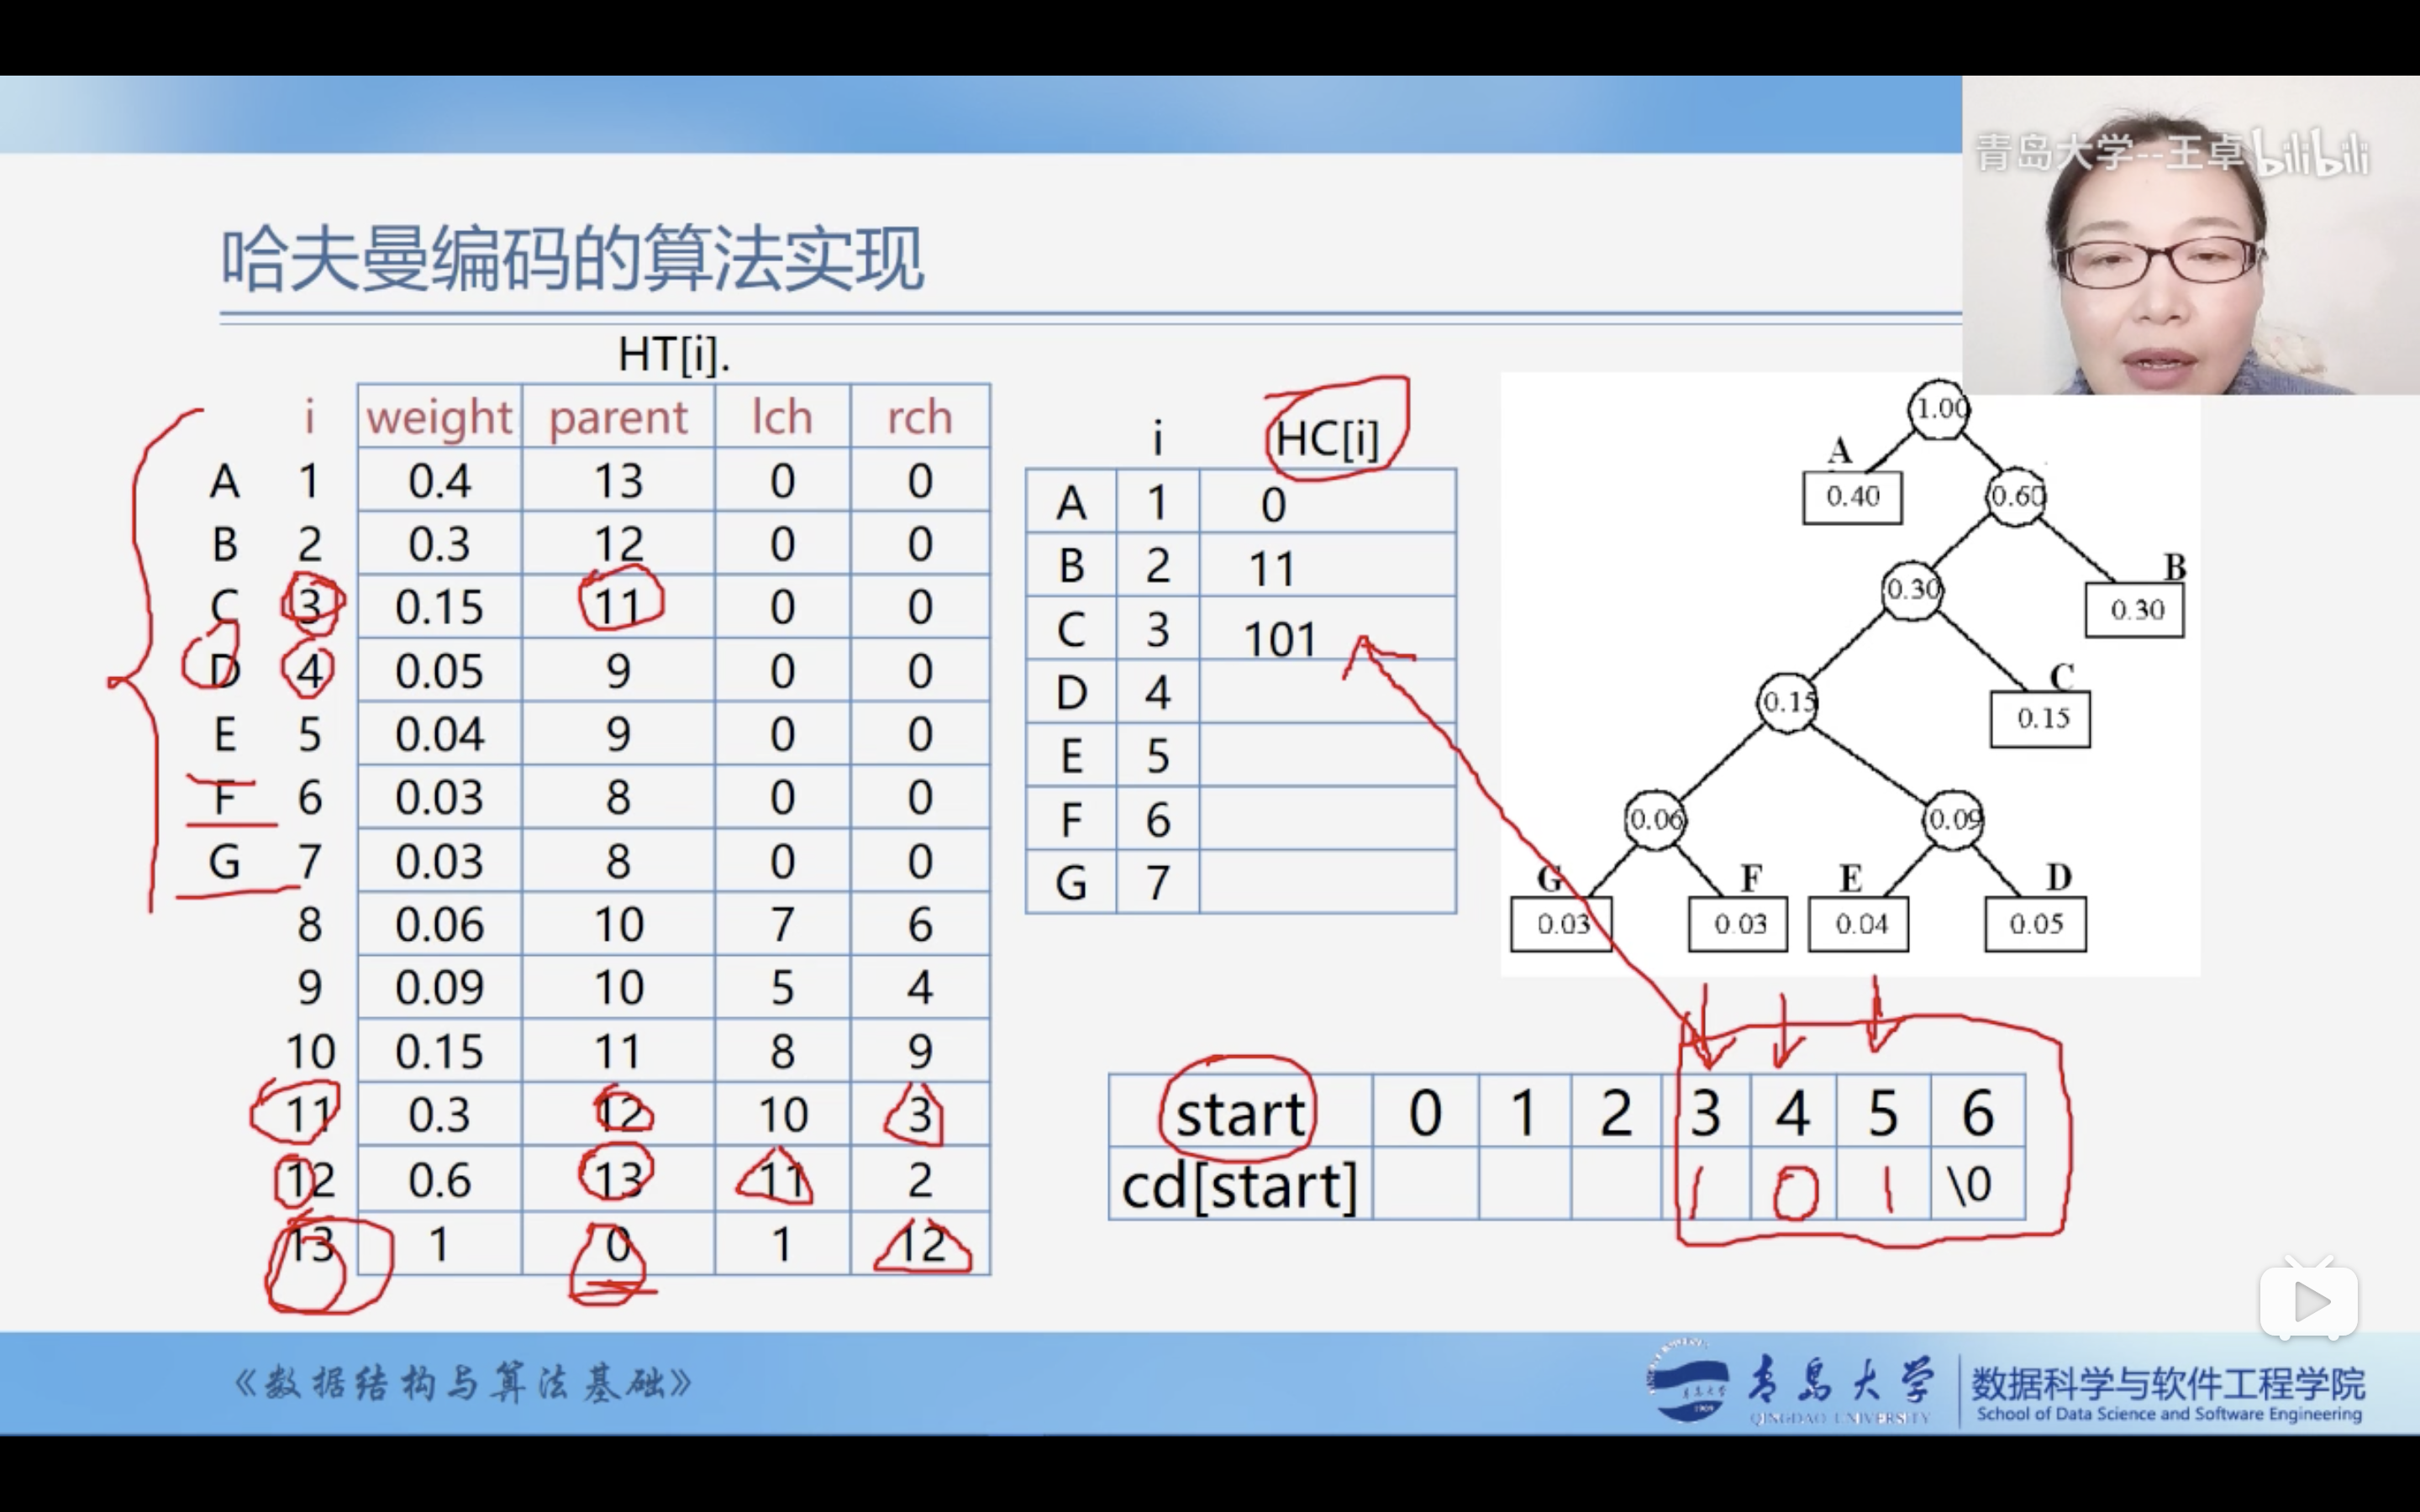 青岛大学--王卓 bilibili
哈夫曼编码的算法实现
HT[i].
i weight parent lch rch
A 1 0.4 13 0 0
B 2 0.3 12 0 0
C 3 0.15 11 0 0
D 4 0.05 9 0 0
E 5 0.04 9 0 0
F 6 0.03 8 0 0
G 7 0.03 8 0 0
8 0.06 10 7 6
9 0.09 10 5 4
10 0.15 11 8 9
11 0.3 12 10 3
12 0.6 13 11 2
13 1 0 1 12
i HC[i]
A 1 0
B 2 11
C 3 101
D 4
E 5
F 6
G 7
1.00
A
0.40 0.60
0.30 B
0.30
0.15 C
0.15
0.06 0.09
G F E D
0.03 0.03 0.04 0.05
start 0 1 2 3 4 5 6
cd[start] 1 0 1 \0
《数据结构与算法基础》
青岛大学
QINGDAO UNIVERSITY
数据科学与软件工程学院
School of Data Science and Software Engineering